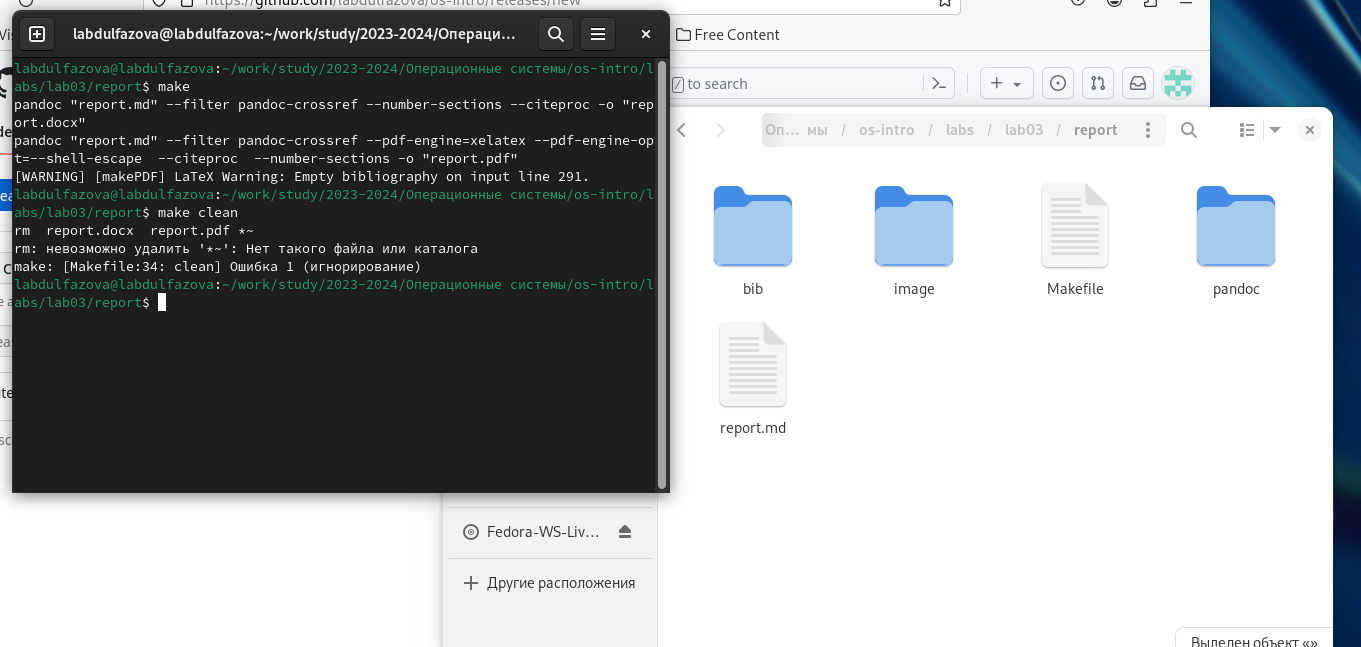 https://github.com/labdulfazova/os-intro/releases/new
labdulfazova@labdulfazova:~/work/study/2023-2024/Операци...
Free Content
/ to search
labdulfazova@labdulfazova:~/work/study/2023-2024/Операционные системы/os-intro/l
abs/lab03/report$ make
pandoc "report.md" --filter pandoc-crossref --number-sections --citeproc -o "rep
ort.docx"
pandoc "report.md" --filter pandoc-crossref --pdf-engine=xelatex --pdf-engine-op
t=--shell-escape  --citeproc  --number-sections -o "report.pdf"
[WARNING] [makePDF] LaTeX Warning: Empty bibliography on input line 291.
labdulfazova@labdulfazova:~/work/study/2023-2024/Операционные системы/os-intro/l
abs/lab03/report$ make clean
rm  report.docx  report.pdf *~
rm: невозможно удалить '*~': Нет такого файла или каталога
make: [Makefile:34: clean] Ошибка 1 (игнорирование)
labdulfazova@labdulfazova:~/work/study/2023-2024/Операционные системы/os-intro/l
abs/lab03/report$
Оп... мы / os-intro / labs / lab03 / report
bib
image
Makefile
pandoc
report.md
Fedora-WS-Liv...
Другие расположения
Выделен объект «»